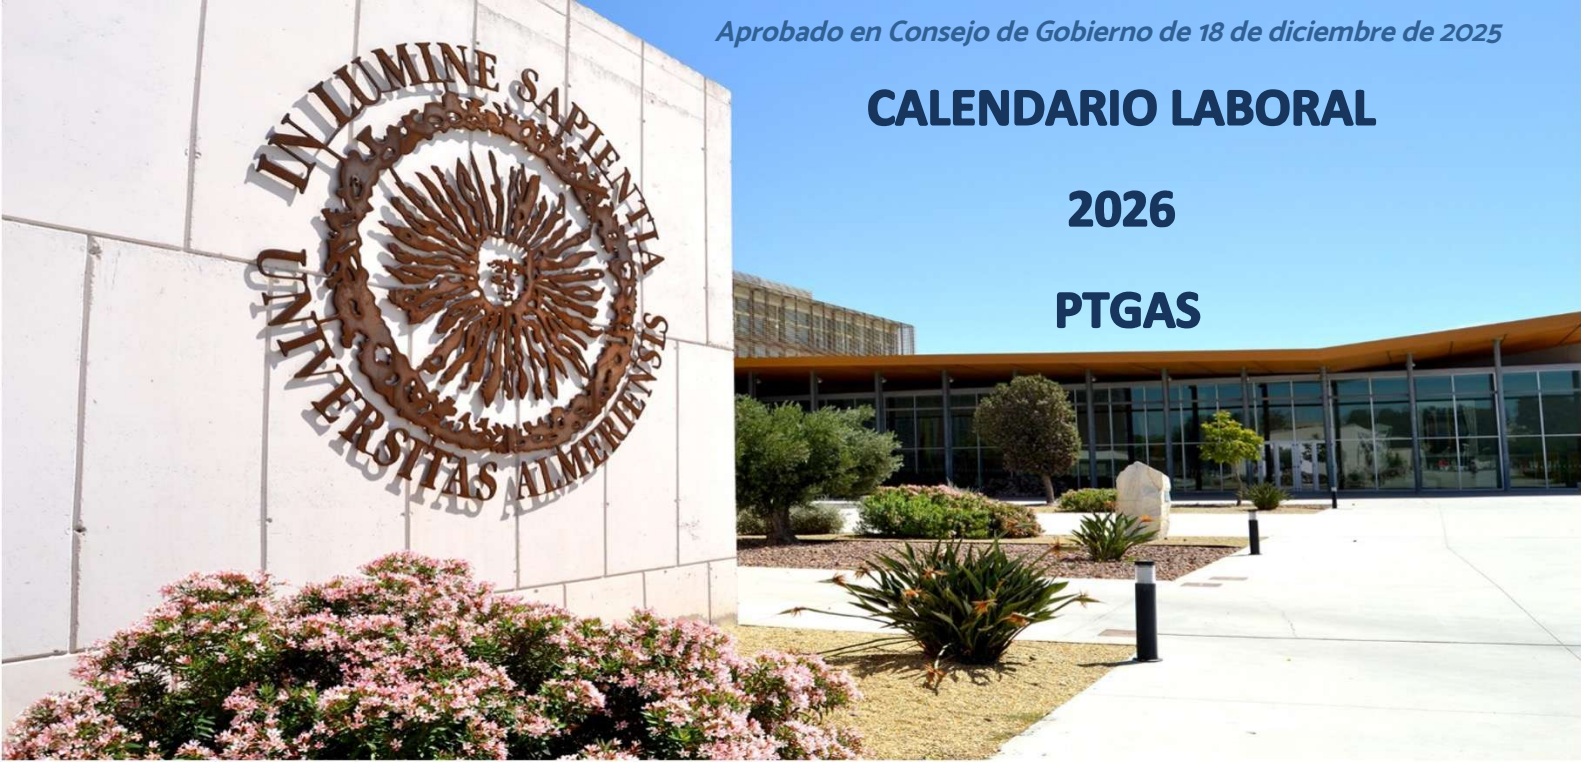 Aprobado en Consejo de Gobierno de 18 de diciembre de 2025
CALENDARIO LABORAL
2026
PTGAS
IN LUMINE SAPIENTIA
UNIVERSITAS ALMERIENSIS